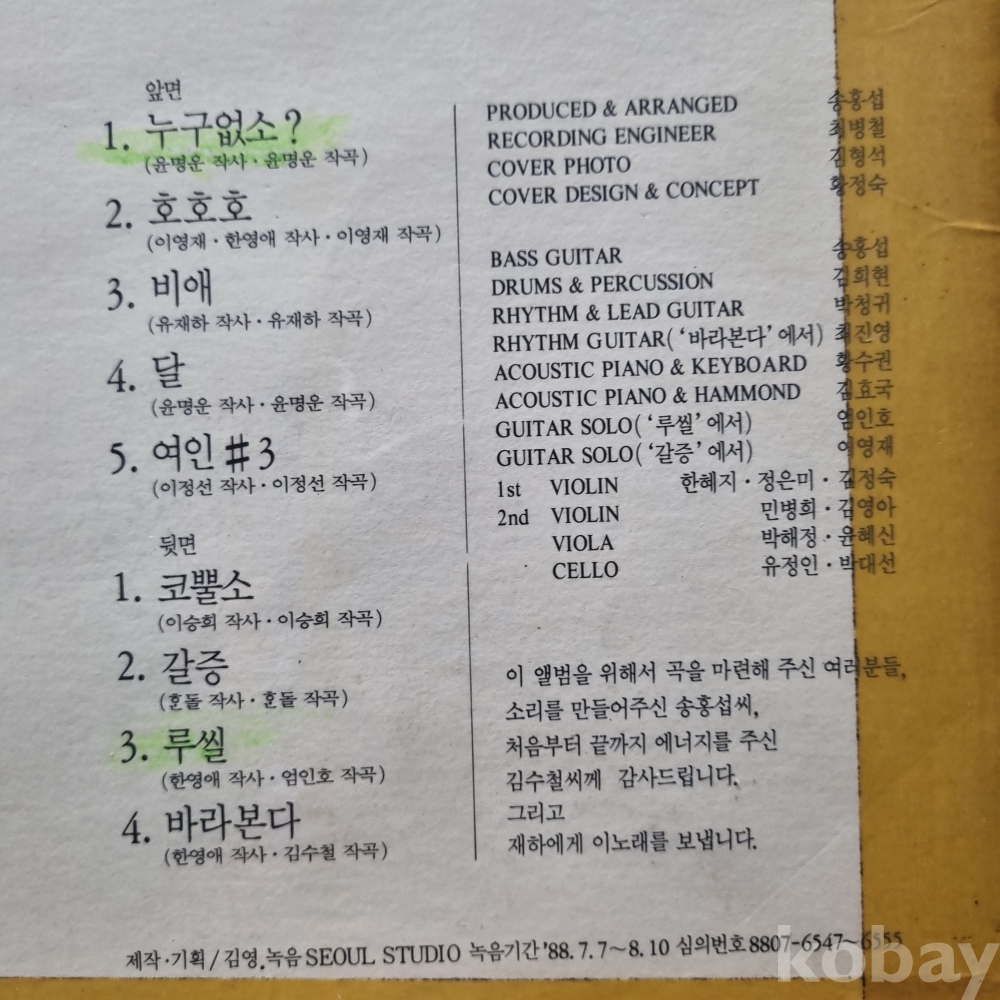 앞면
1. 누구없소?
(윤명운 작사·윤명운 작곡)
2. 호호호
(이영재·한영애 작사·이영재 작곡)
3. 비애
(유재하 작사·유재하 작곡)
4. 달
(윤명운 작사·윤명운 작곡)
5. 여인 #3
(이정선 작사·이정선 작곡)
뒷면
1. 코뿔소
(이승희 작사·이승희 작곡)
2. 갈증
(혼돌 작사·혼돌 작곡)
3. 루씰
(한영애 작사·엄인호 작곡)
4. 바라본다
(한영애 작사·김수철 작곡)
PRODUCED & ARRANGED 송홍섭
RECORDING ENGINEER 최병철
COVER PHOTO 김형석
COVER DESIGN & CONCEPT 황정숙
BASS GUITAR 송홍섭
DRUMS & PERCUSSION 김희현
RHYTHM & LEAD GUITAR 박청귀
RHYTHM GUITAR(‘바라본다’에서) 최진영
ACOUSTIC PIANO & KEYBOARD 황수권
ACOUSTIC PIANO & HAMMOND 김효국
GUITAR SOLO(‘루씰’에서) 엄인호
GUITAR SOLO(‘갈증’에서) 이영재
1st VIOLIN 한혜지·정은미·김정숙
2nd VIOLIN 민병희·김영아
VIOLA 박해정·윤혜신
CELLO 유정인·박대선
이 앨범을 위해서 곡을 마련해 주신 여러분들,
소리를 만들어주신 송홍섭씨,
처음부터 끝까지 에너지를 주신
김수철씨께 감사드립니다.
그리고
재하에게 이노래를 보냅니다.
제작·기획/김영.녹음 SEOUL STUDIO 녹음기간 '88.7.7~8.10 심의번호 8807-6547~6555
kobay